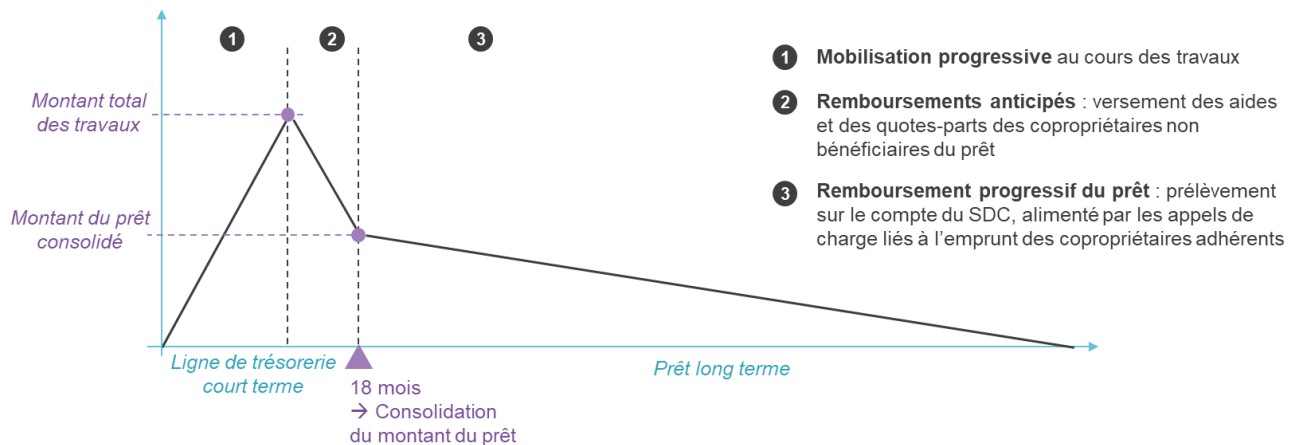 1
2
3
Montant total
des travaux
Montant du prêt
consolidé
Ligne de trésorerie
court terme
18 mois
→ Consolidation
du montant du prêt
Prêt long terme
1 Mobilisation progressive au cours des travaux
2 Remboursements anticipés : versement des aides
et des quotes-parts des copropriétaires non
bénéficiaires du prêt
3 Remboursement progressif du prêt : prélèvement
sur le compte du SDC, alimenté par les appels de
charge liés à l'emprunt des copropriétaires adhérents